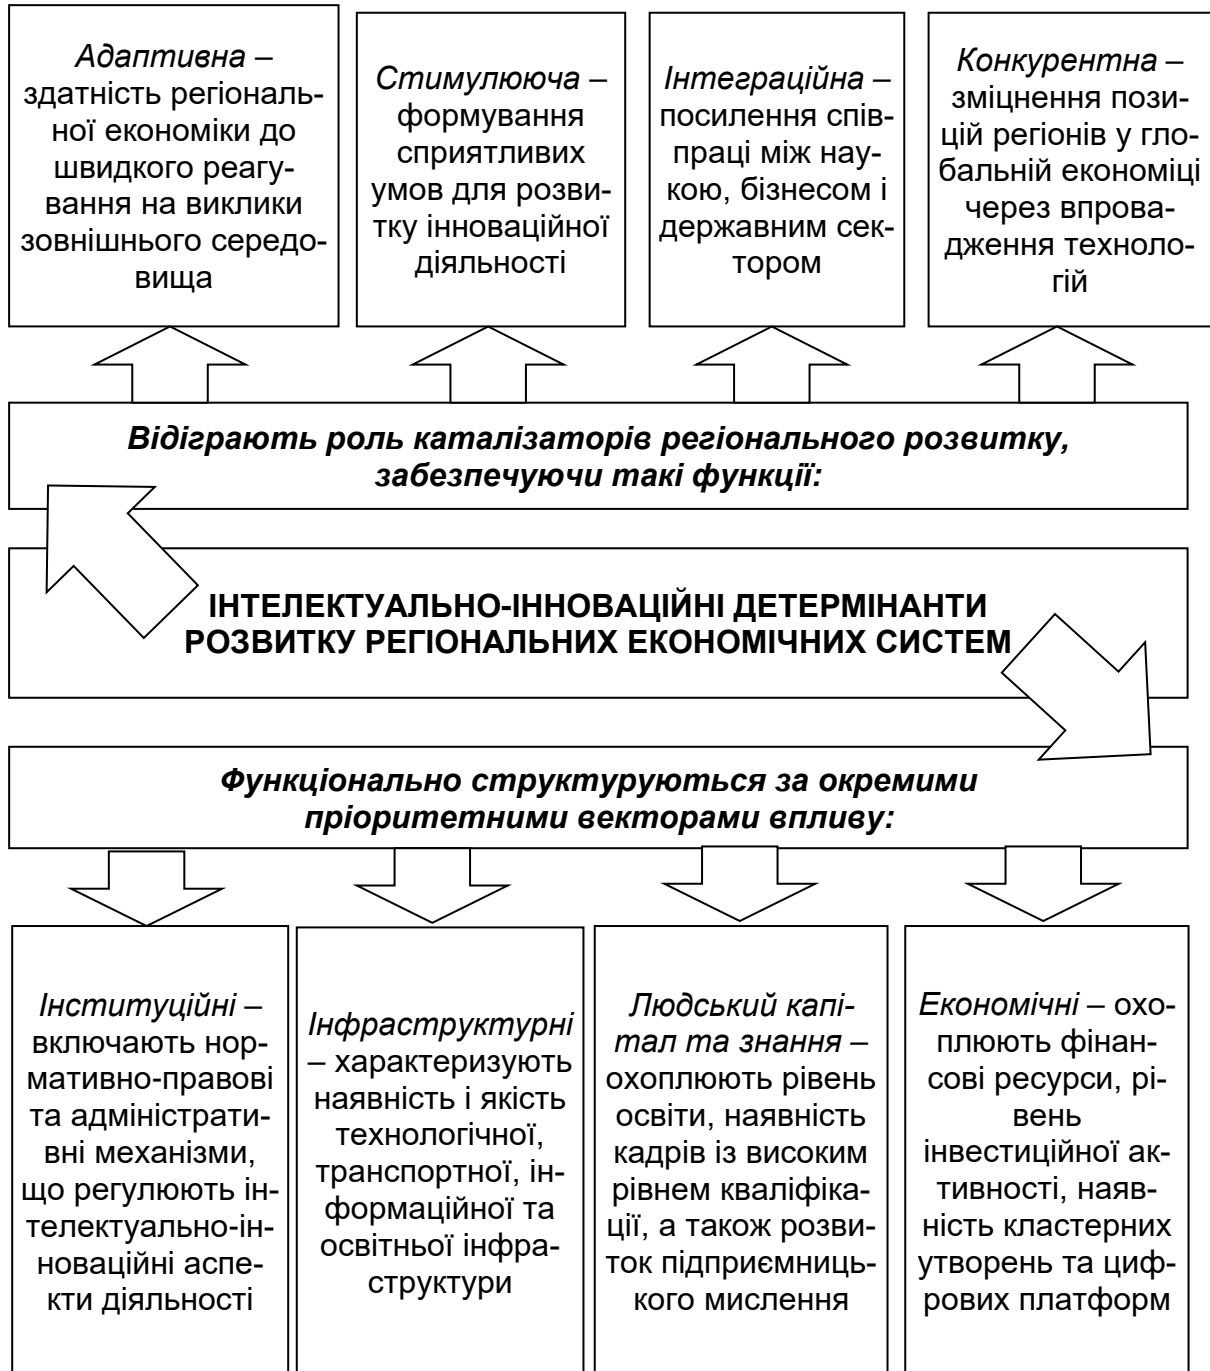 Адаптивна –
здатність регіональ-
ної економіки до
швидкого реагу-
вання на виклики
зовнішнього середо-
вища
Стимулююча –
формування
сприятливих
умов для розви-
тку інноваційної
діяльності
Інтеграційна –
посилення спів-
праці між нау-
кою, бізнесом і
державним сек-
тором
Конкурентна –
зміцнення пози-
цій регіонів у гло-
бальній економіці
через впрова-
дження техноло-
гій
Відіграють роль каталізаторів регіонального розвитку,
забезпечуючи такі функції:
ІНТЕЛЕКТУАЛЬНО-ІННОВАЦІЙНІ ДЕТЕРМІНАНТИ
РОЗВИТКУ РЕГІОНАЛЬНИХ ЕКОНОМІЧНИХ СИСТЕМ
Функціонально структуруються за окремими
пріоритетними векторами впливу:
Інституційні –
включають нор-
мативно-правові
та адміністрати-
вні механізми,
що регулюють ін-
телектуально-ін-
новаційні аспе-
кти діяльності
Інфраструктурні
– характеризують
наявність і якість
технологічної,
транспортної, ін-
формаційної та
освітньої інфра-
структури
Людський капі-
тал та знання –
охоплюють рівень
освіти, наявність
кадрів із високим
рівнем кваліфіка-
ції, а також розви-
ток підприємниць-
кого мислення
Економічні – охо-
плюють фінан-
сові ресурси, рі-
вень
інвестиційної ак-
тивності, наяв-
ність кластерних
утворень та циф-
рових платформ